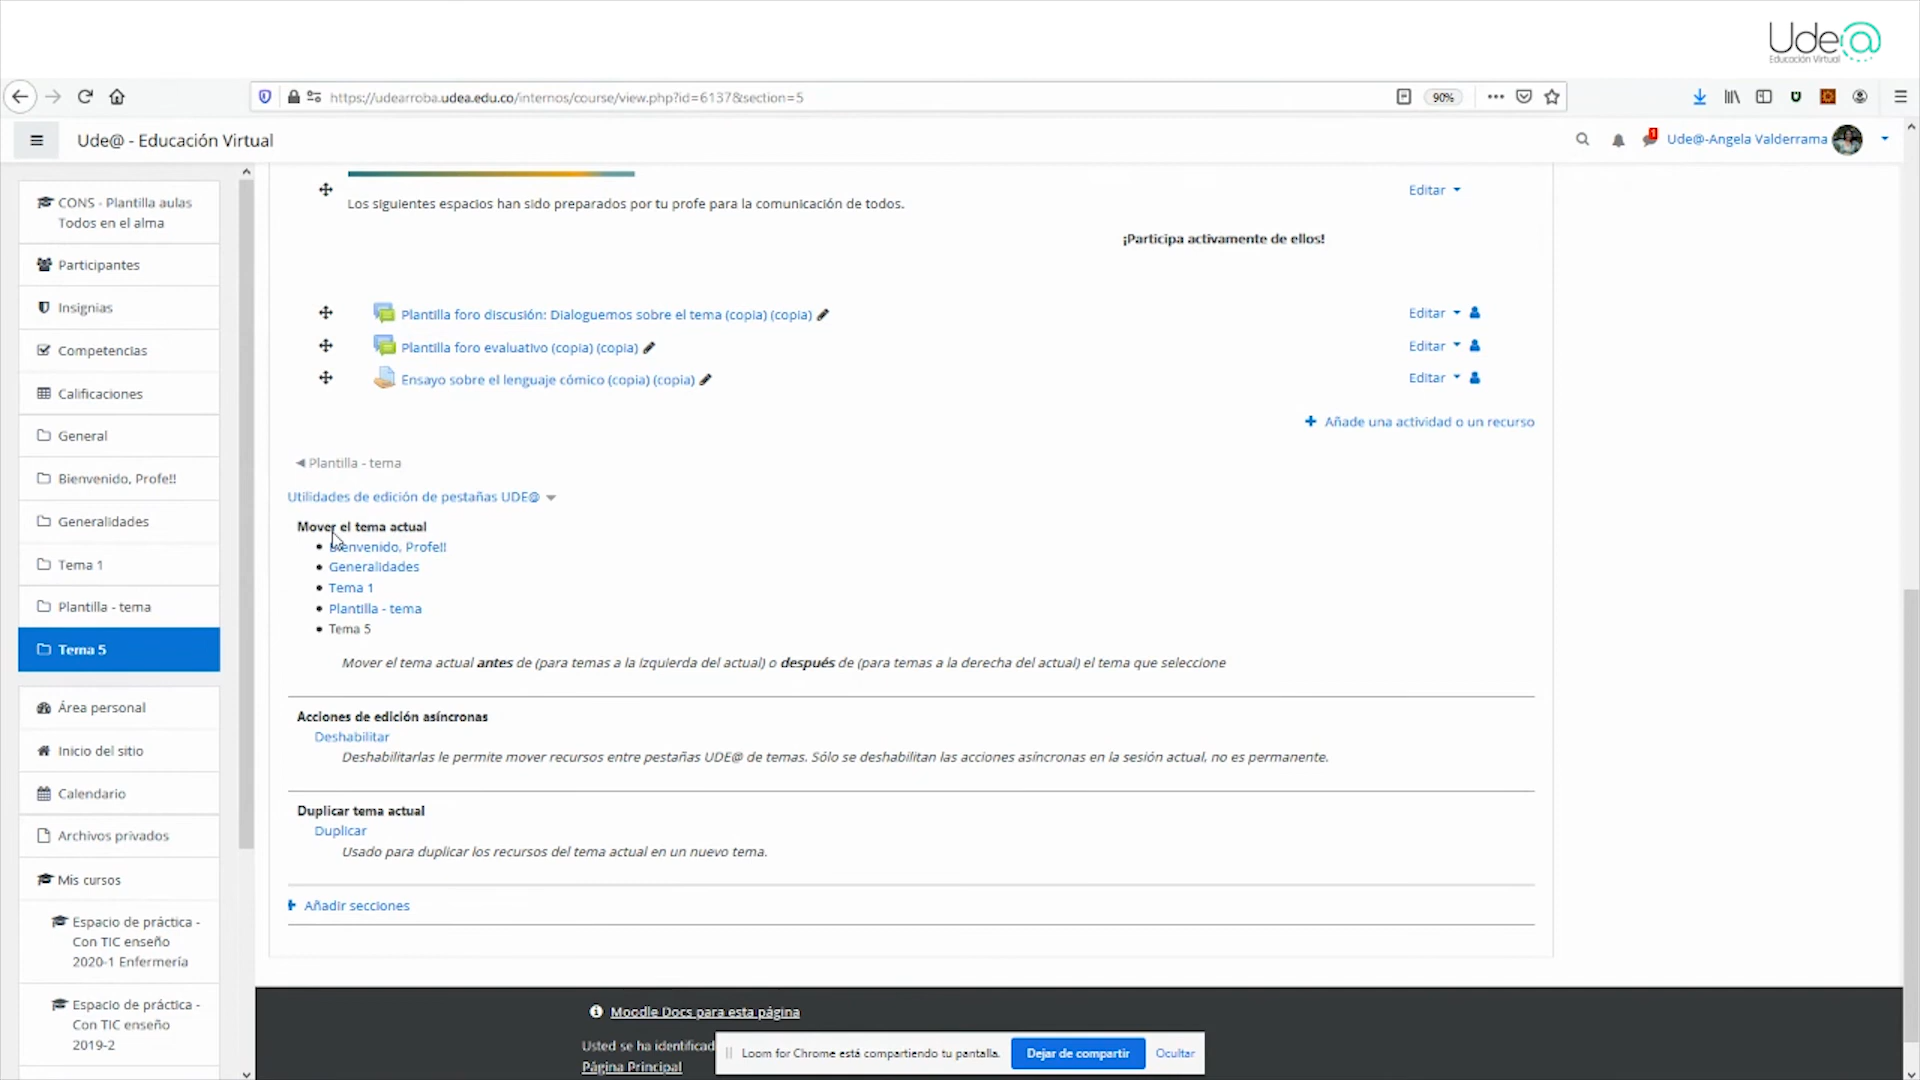 Ude@
Educación Virtual
https://udearroba.udea.edu.co/internos/course/view.php?id=6137&section=5
90%
Ude@ - Educación Virtual
1
Ude@-Angela Valderrama
CONS - Plantilla aulas
Todos en el alma
Participantes
Insignias
Competencias
Calificaciones
General
Bienvenido, Profe!!
Generalidades
Tema 1
Plantilla - tema
Tema 5
Área personal
Inicio del sitio
Calendario
Archivos privados
Mis cursos
Espacio de práctica -
Con TIC enseño
2020-1 Enfermería
Espacio de práctica -
Con TIC enseño
2019-2
Editar
Los siguientes espacios han sido preparados por tu profe para la comunicación de todos.
¡Participa activamente de ellos!
Plantilla foro discusión: Dialoguemos sobre el tema (copia) (copia) Editar
Plantilla foro evaluativo (copia) (copia) Editar
Ensayo sobre el lenguaje cómico (copia) (copia) Editar
Añade una actividad o un recurso
Plantilla - tema
Utilidades de edición de pestañas UDE@
Mover el tema actual
Bienvenido, Profe!!
Generalidades
Tema 1
Plantilla - tema
Tema 5
Mover el tema actual antes de (para temas a la izquierda del actual) o después de (para temas a la derecha del actual) el tema que seleccione
Acciones de edición asíncronas
Deshabilitar
Deshabilitarlas le permite mover recursos entre pestañas UDE@ de temas. Sólo se deshabilitan las acciones asíncronas en la sesión actual, no es permanente.
Duplicar tema actual
Duplicar
Usado para duplicar los recursos del tema actual en un nuevo tema.
Añadir secciones
Moodle Docs para esta página
Usted se ha identificad
Página Principal
Loom for Chrome está compartiendo tu pantalla.
Dejar de compartir
Ocultar